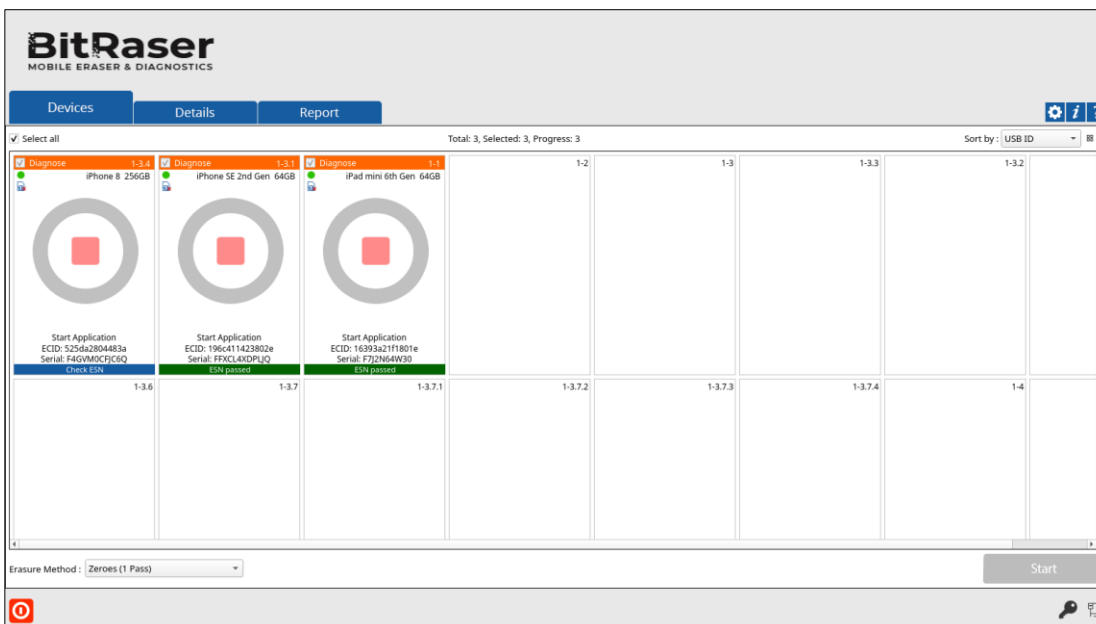 BitRaser
MOBILE ERASER & DIAGNOSTICS
Devices
Details
Report
Select all
Total: 3, Selected: 3, Progress: 3
Sort by : USB ID
Diagnose 1-3.4
iPhone 8 256GB
Start Application
ECID: 525da2804483a
Serial: F4GVM0CFJC6Q
Check ESN
Diagnose 1-3.1
iPhone SE 2nd Gen 64GB
Start Application
ECID: 196c411423802e
Serial: FFXCL4XDPLJQ
ESN passed
Diagnose 1-1
iPad mini 6th Gen 64GB
Start Application
ECID: 16393a21f1801e
Serial: F7J2N64W30
ESN passed
1-2
1-3
1-3.3
1-3.2
1-3.6
1-3.7
1-3.7.1
1-3.7.2
1-3.7.3
1-3.7.4
1-4
Erasure Method : Zeroes (1 Pass)
Start